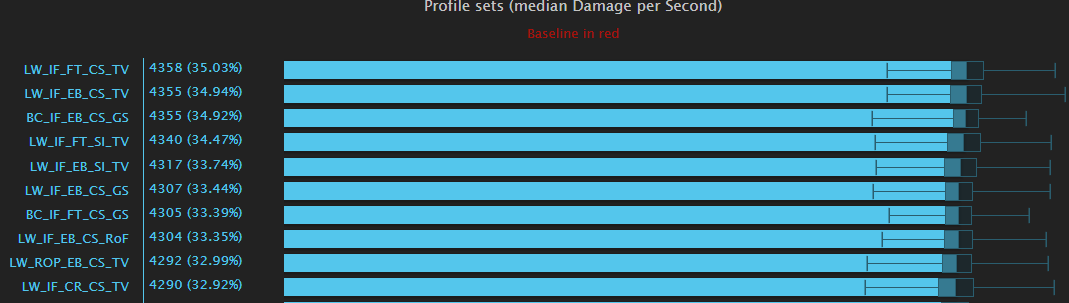 Profile sets (median Damage per Second)
Baseline in red
LW_IF_FT_CS_TV 4358 (35.03%)
LW_IF_EB_CS_TV 4355 (34.94%)
BC_IF_EB_CS_GS 4355 (34.92%)
LW_IF_FT_SI_TV 4340 (34.47%)
LW_IF_EB_SI_TV 4317 (33.74%)
LW_IF_EB_CS_GS 4307 (33.44%)
BC_IF_FT_CS_GS 4305 (33.39%)
LW_IF_EB_CS_RoF 4304 (33.35%)
LW_ROP_EB_CS_TV 4292 (32.99%)
LW_IF_CR_CS_TV 4290 (32.92%)